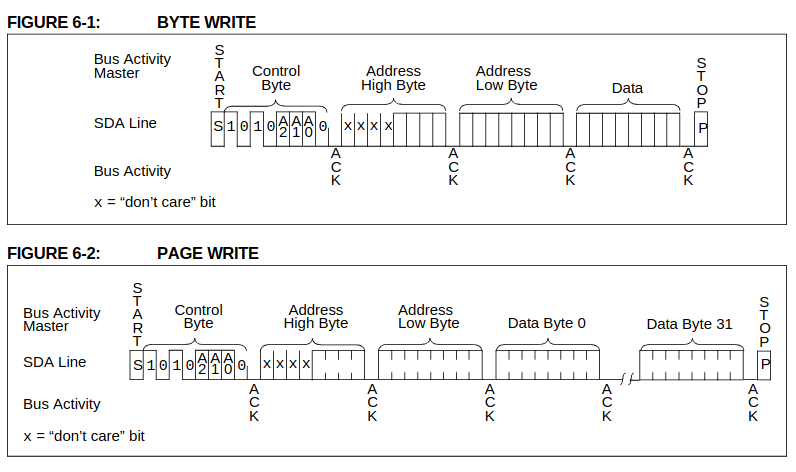 FIGURE 6-1: BYTE WRITE
Bus Activity
Master
START
Control
Byte
Address
High Byte
Address
Low Byte
Data
STOP
SDA Line
S 1 0 1 0 A2 A1 A0 0 x x x x P
Bus Activity
ACK ACK ACK ACK
x = “don’t care” bit
FIGURE 6-2: PAGE WRITE
Bus Activity
Master
START
Control
Byte
Address
High Byte
Address
Low Byte
Data Byte 0
Data Byte 31
STOP
SDA Line
S 1 0 1 0 A2 A1 A0 0 x x x x P
Bus Activity
ACK ACK ACK ACK ACK
x = “don’t care” bit